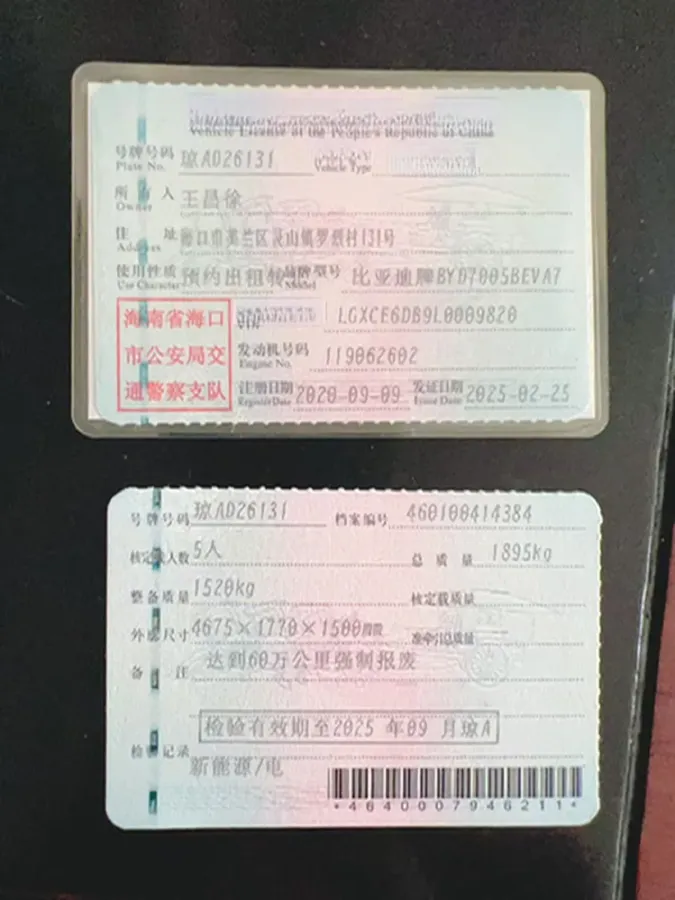 Vehicle License of the People's Republic of China
号牌号码 琼AD26131
Plate No. Vehicle Type
所有人 王昌徐
Owner
住址 海口市美兰区灵山镇罗梨村131号
Address
使用性质 预约出租转 品牌型号 比亚迪牌BYD7005BEVA7
Use Character Model
海南省海口
市公安局交
通警察支队
VIN LGXCE6DB9L0009820
发动机号码 119062602
Engine No.
注册日期 2020-09-09 发证日期 2025-02-25
Register Date Issue Date
号牌号码 琼AD26131 档案编号 460100414384
核定载人数 5人 总质量 1895kg
整备质量 1520kg 核定载质量
外廓尺寸 4675×1770×1500 准牵引总质量
备注 达到60万公里强制报废
检验有效期至2025年09月琼A
检验记录
新能源/电
*4640007946211*